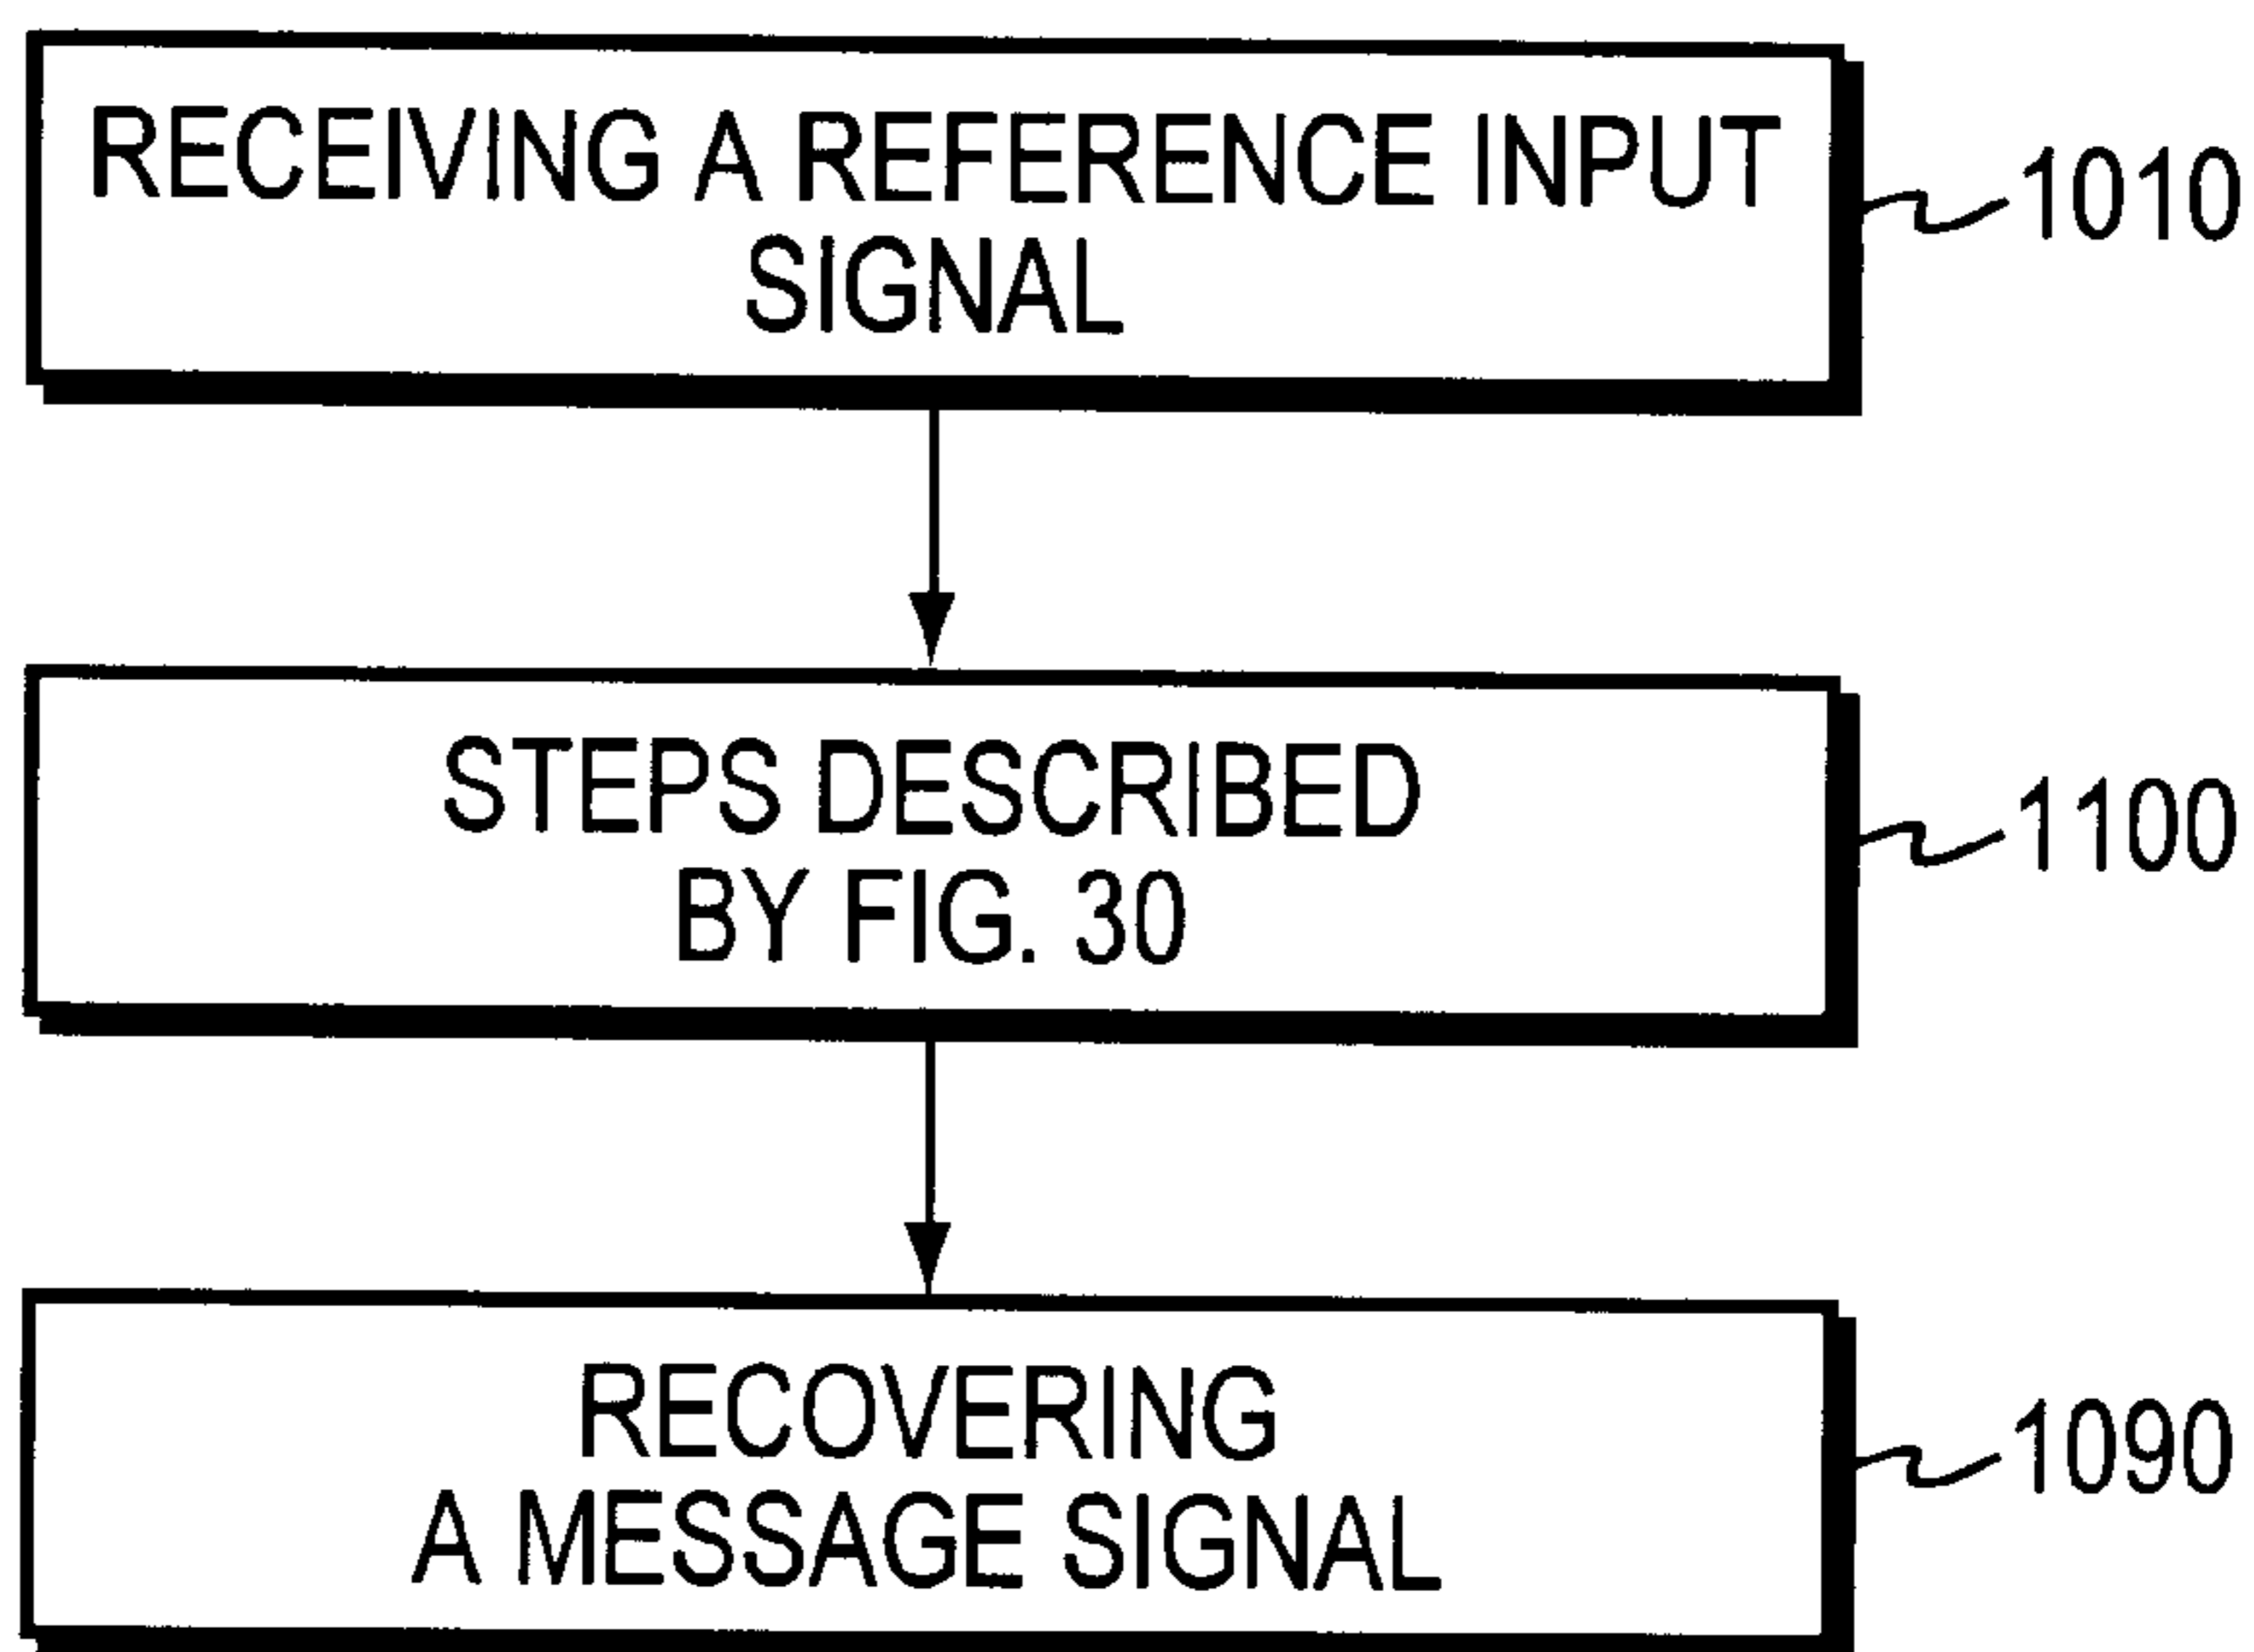 RECEIVING A REFERENCE INPUT
SIGNAL
1010
STEPS DESCRIBED
BY FIG. 30
1100
RECOVERING
A MESSAGE SIGNAL
1090